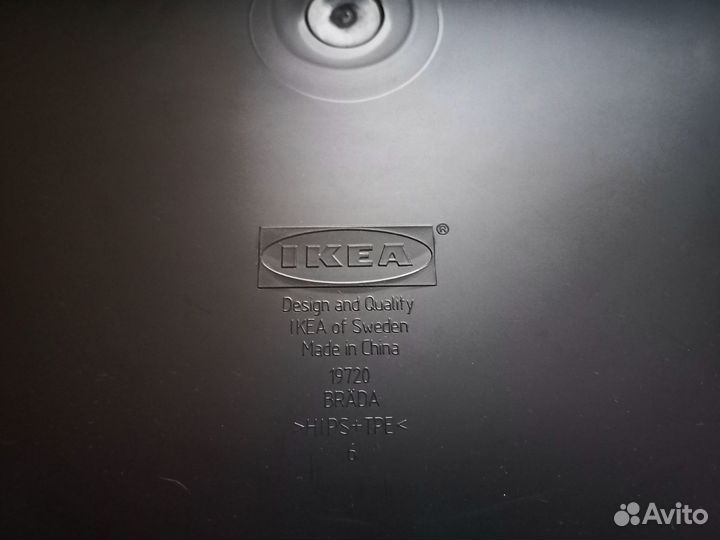 IKEA®
Design and Quality
IKEA of Sweden
Made in China
19720
BRÄDA
>HIPS+TPE<
6
Avito